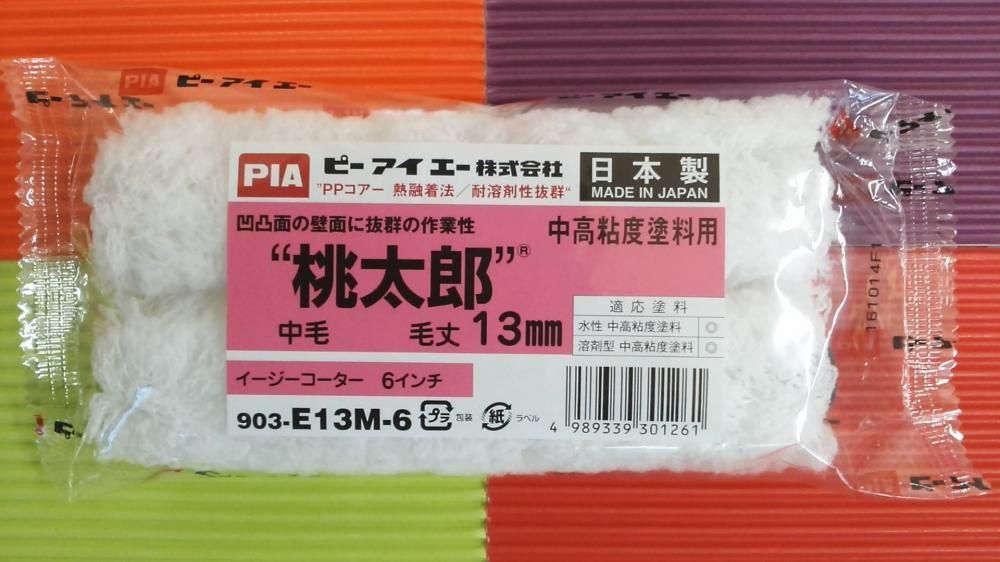 PIA ピーアイエー
PIA ピーアイエー株式会社
"PPコアー 熱融着法／耐溶剤性抜群"
日本製
MADE IN JAPAN
凹凸面の壁面に抜群の作業性
中高粘度塗料用
“桃太郎”®
中毛 毛丈 13mm
適応塗料
水性 中高粘度塗料 ◎
溶剤型 中高粘度塗料 ◎
イージーコーター 6インチ
903-E13M-6 プラ 包装 紙 ラベル
4 989339 301261
161014F1